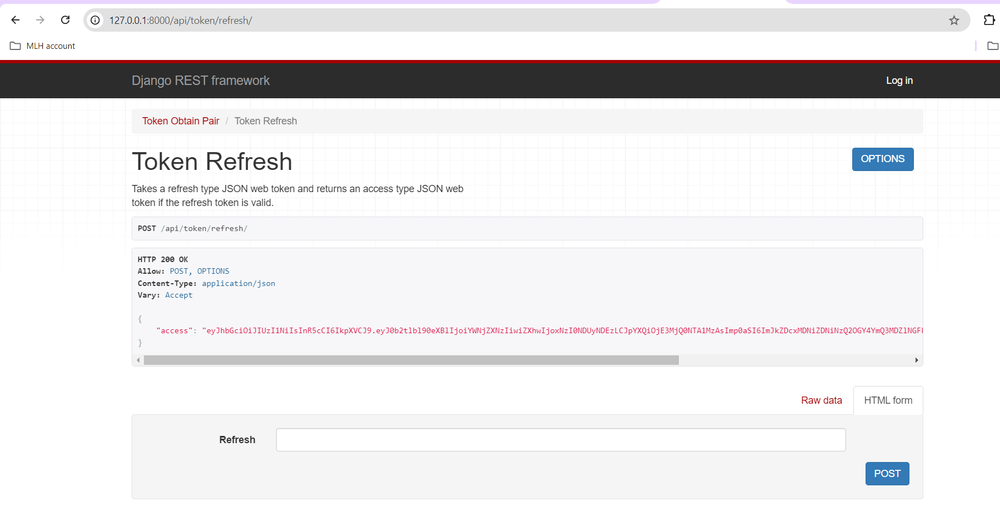 127.0.0.1:8000/api/token/refresh/
MLH account
Django REST framework
Log in
Token Obtain Pair / Token Refresh
Token Refresh
OPTIONS
Takes a refresh type JSON web token and returns an access type JSON web
token if the refresh token is valid.
POST /api/token/refresh/
HTTP 200 OK
Allow: POST, OPTIONS
Content-Type: application/json
Vary: Accept
{
"access":
}
Raw data
HTML form
Refresh
POST